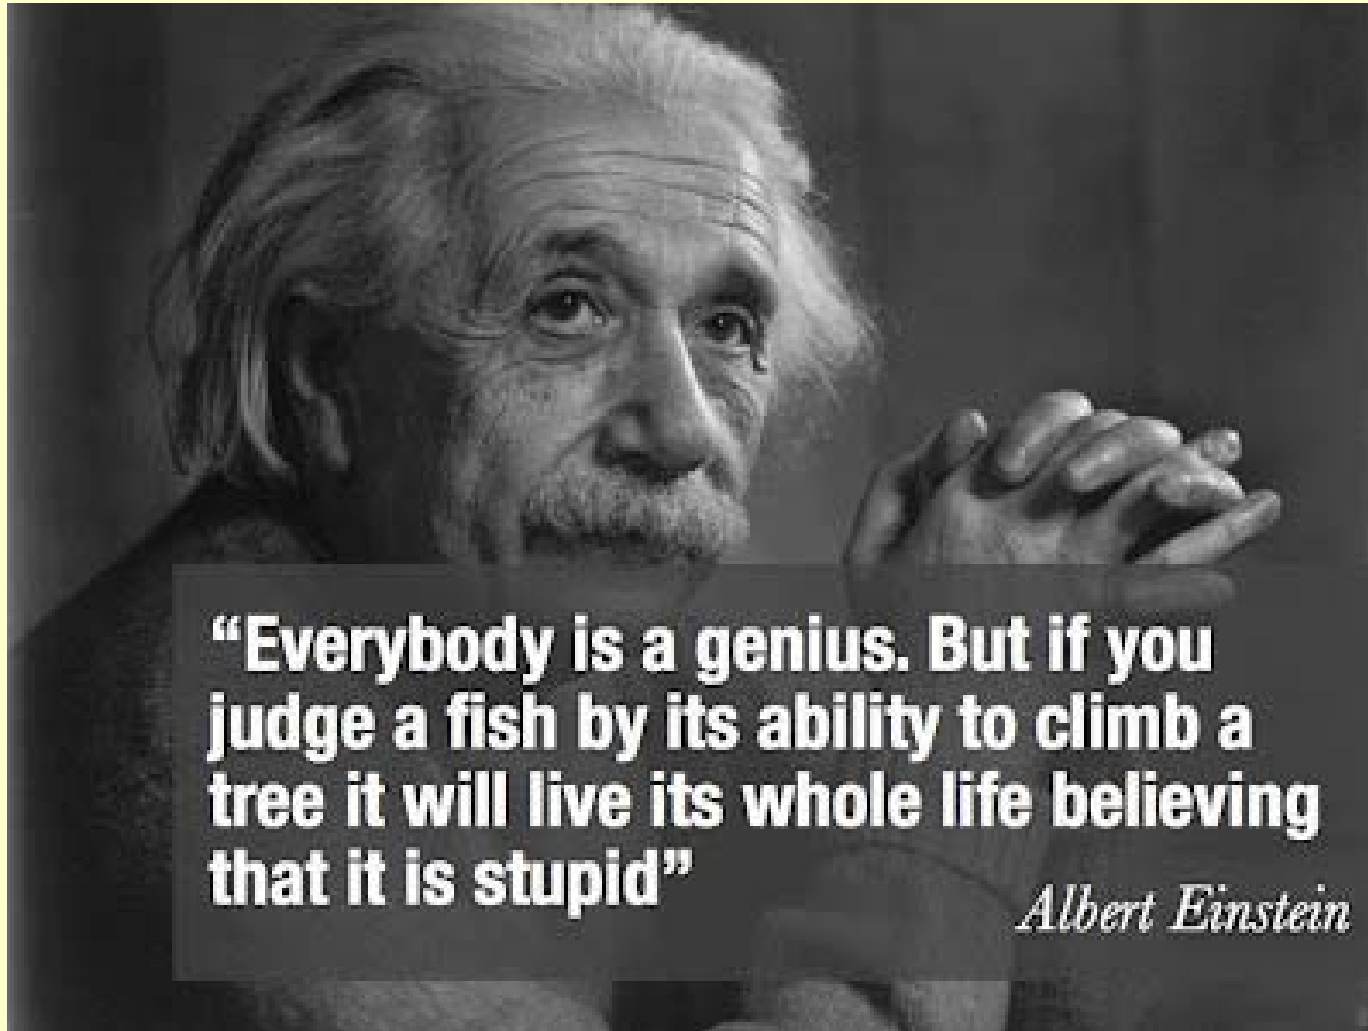 “Everybody is a genius. But if you
judge a fish by its ability to climb a
tree it will live its whole life believing
that it is stupid”
Albert Einstein